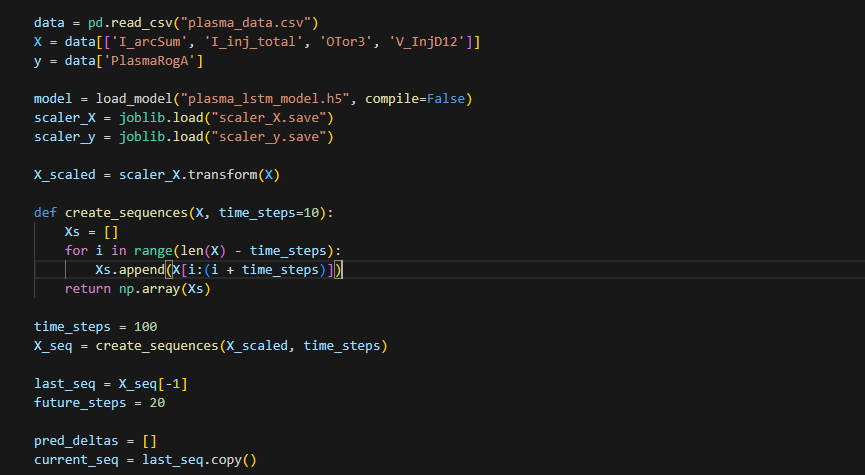 data = pd.read_csv("plasma_data.csv")
X = data[['I_arcSum', 'I_inj_total', 'OTor3', 'V_InjD12']]
y = data['PlasmaRogA']

model = load_model("plasma_lstm_model.h5", compile=False)
scaler_X = joblib.load("scaler_X.save")
scaler_y = joblib.load("scaler_y.save")

X_scaled = scaler_X.transform(X)

def create_sequences(X, time_steps=10):
    Xs = []
    for i in range(len(X) - time_steps):
        Xs.append(X[i:(i + time_steps)])
    return np.array(Xs)

time_steps = 100
X_seq = create_sequences(X_scaled, time_steps)

last_seq = X_seq[-1]
future_steps = 20

pred_deltas = []
current_seq = last_seq.copy()